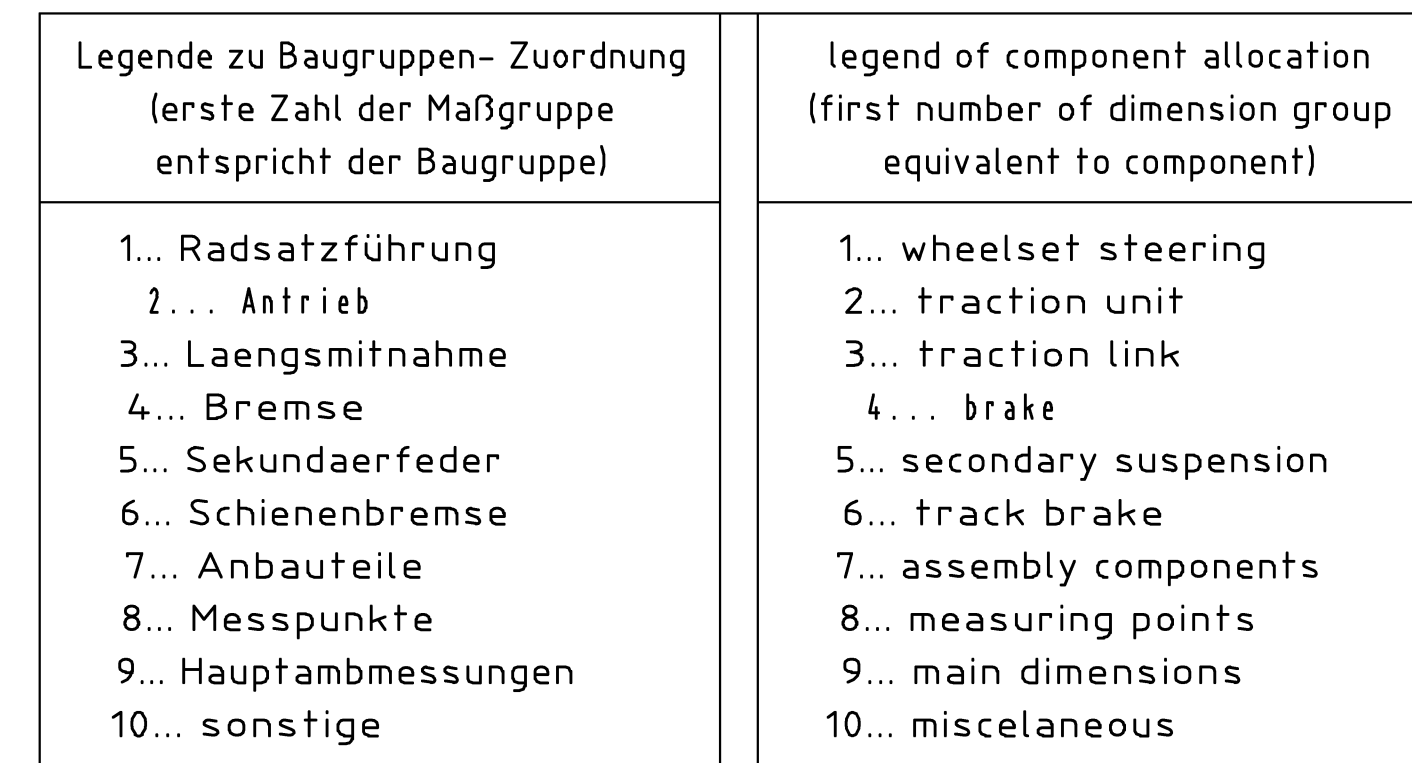 Legende zu Baugruppen- Zuordnung
(erste Zahl der Maßgruppe
entspricht der Baugruppe)
1... Radsatzführung
2... Antrieb
3... Laengsmitnahme
4... Bremse
5... Sekundaerfeder
6... Schienenbremse
7... Anbauteile
8... Messpunkte
9... Hauptambmessungen
10... sonstige
legend of component allocation
(first number of dimension group
equivalent to component)
1... wheelset steering
2... traction unit
3... traction link
4... brake
5... secondary suspension
6... track brake
7... assembly components
8... measuring points
9... main dimensions
10... miscelaneous